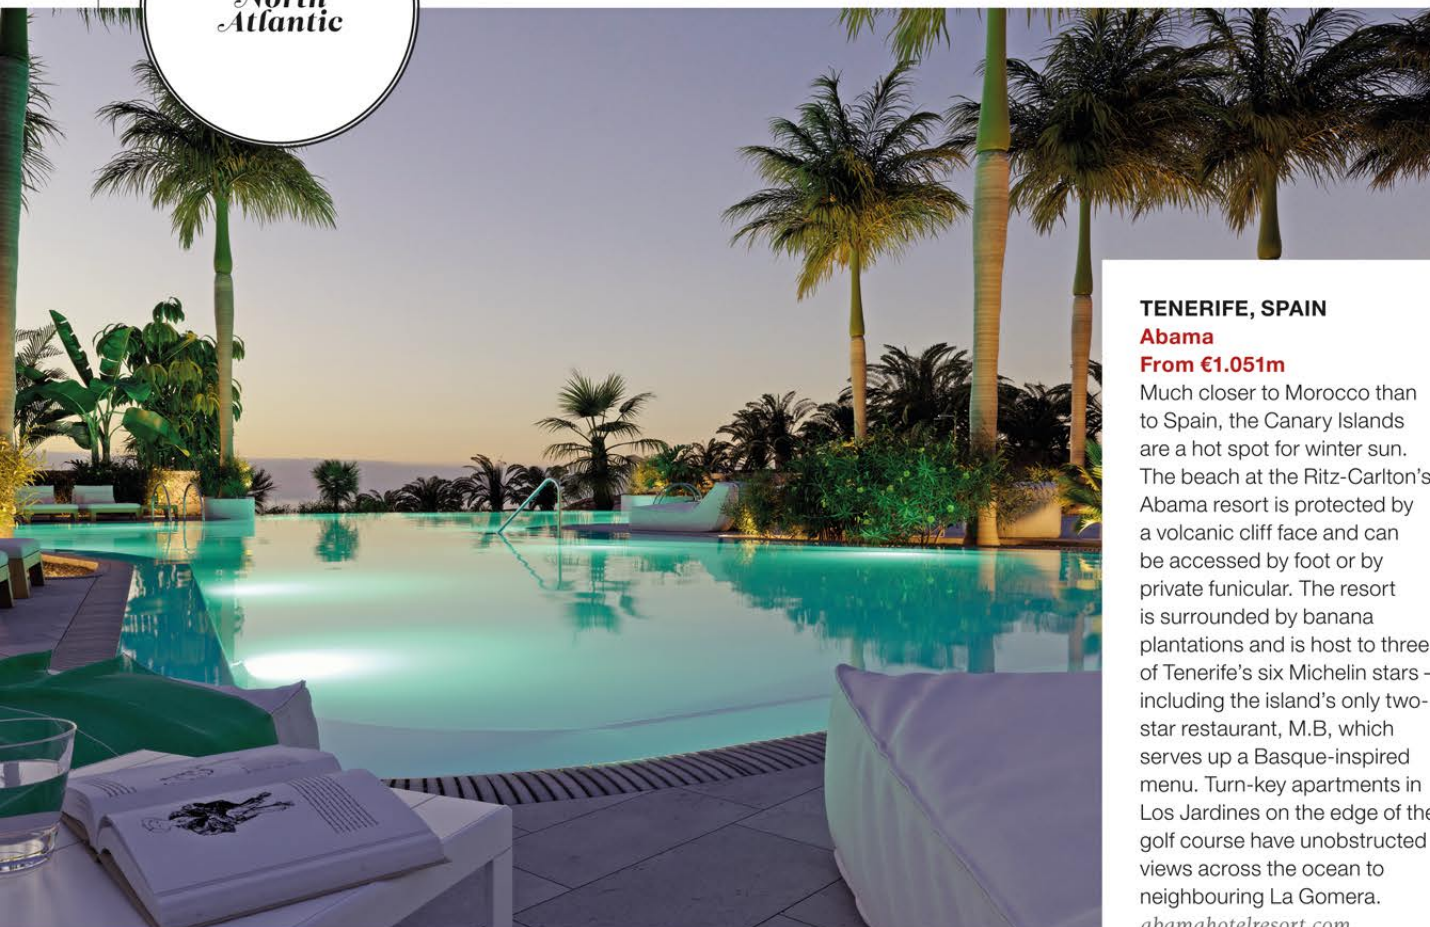 North
Atlantic
TENERIFE, SPAIN
Abama
From €1.051m
Much closer to Morocco than
to Spain, the Canary Islands
are a hot spot for winter sun.
The beach at the Ritz-Carlton's
Abama resort is protected by
a volcanic cliff face and can
be accessed by foot or by
private funicular. The resort
is surrounded by banana
plantations and is host to three
of Tenerife's six Michelin stars –
including the island's only two-
star restaurant, M.B, which
serves up a Basque-inspired
menu. Turn-key apartments in
Los Jardines on the edge of the
golf course have unobstructed
views across the ocean to
neighbouring La Gomera.
abamahotelresort.com